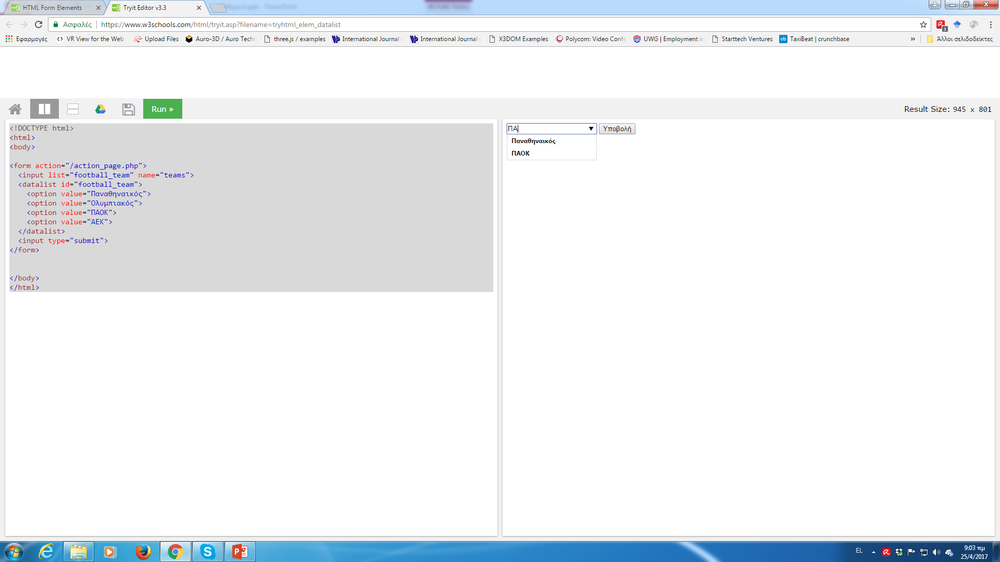 HTML Form Elements
Tryit Editor v3.3
Ασφαλές
https://www.w3schools.com/html/tryit.asp?filename=tryhtml_elem_datalist
3
Εφαρμογές
VR View for the Web
Upload Files
Auro-3D / Auro Techn
three.js / examples
International Journal
International Journal
X3DOM Examples
Polycom: Video Confe
UWG | Employment in
Starttech Ventures
cb
TaxiBeat | crunchbase
»
Άλλοι σελιδοδείκτες
Run »
Result Size: 945 x 801
<!DOCTYPE html>
<html>
<body>
<form action="/action_page.php">
<input list="football_team" name="teams">
<datalist id="football_team">
<option value="Παναθηναικός">
<option value="Ολυμπιακός">
<option value="ΠΑΟΚ">
<option value="ΑΕΚ">
</datalist>
<input type="submit">
</form>
</body>
</html>
ΠΑ
Υποβολή
Παναθηναικός
ΠΑΟΚ
EL
9:03 πμ
25/4/2017